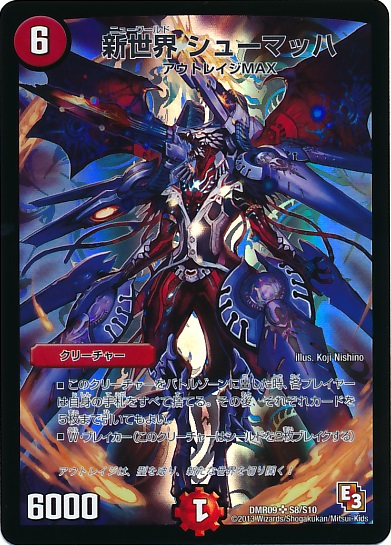 6
ニューワールド
新世界 シューマッハ
アウトレイジMAX
クリーチャー
Illus. Koji Nishino
■ このクリーチャーをバトルゾーンに出した時、各プレイヤーは自身の手札をすべて捨てる。その後、それぞれカードを5枚まで引いてもよい。
■ W・ブレイカー(このクリーチャーはシールドを2枚ブレイクする)
アウトレイジは、壁を走り、新たな世界を切り開く!
6000
1
E3
DMR09 S8/S10
©2013 Wizards/Shogakukan/Mitsui-Kids